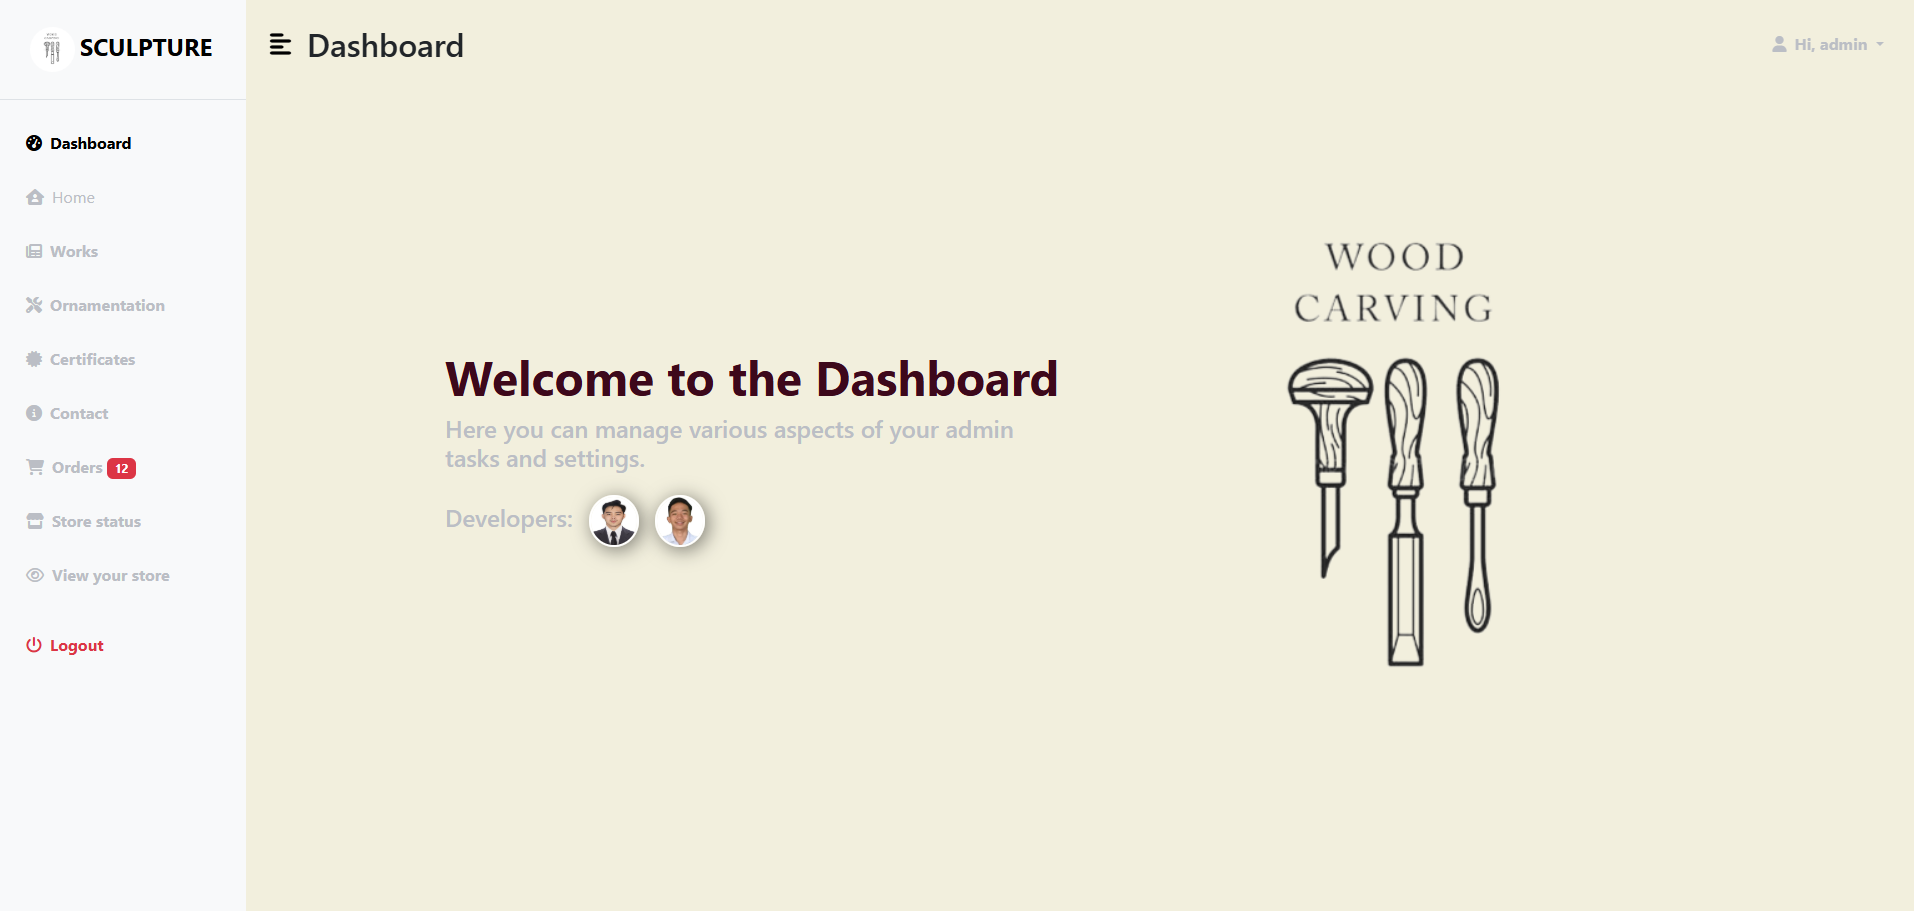 SCULPTURE
Dashboard
Home
Works
Ornamentation
Certificates
Contact
Orders 12
Store status
View your store
Logout
Dashboard
Hi, admin
Welcome to the Dashboard
Here you can manage various aspects of your admin
tasks and settings.
Developers:
WOOD
CARVING